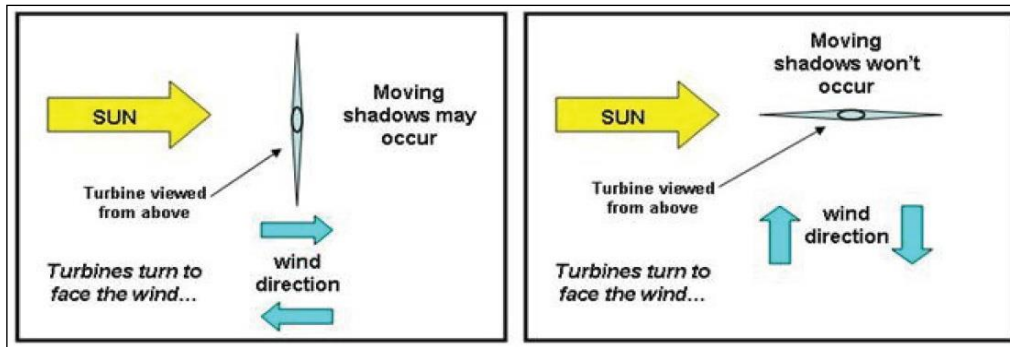 SUN
Moving
shadows may
occur
Turbine viewed
from above
wind
direction
Turbines turn to
face the wind...
Moving
shadows won't
occur
SUN
Turbine viewed
from above
wind
direction
Turbines turn to
face the wind...